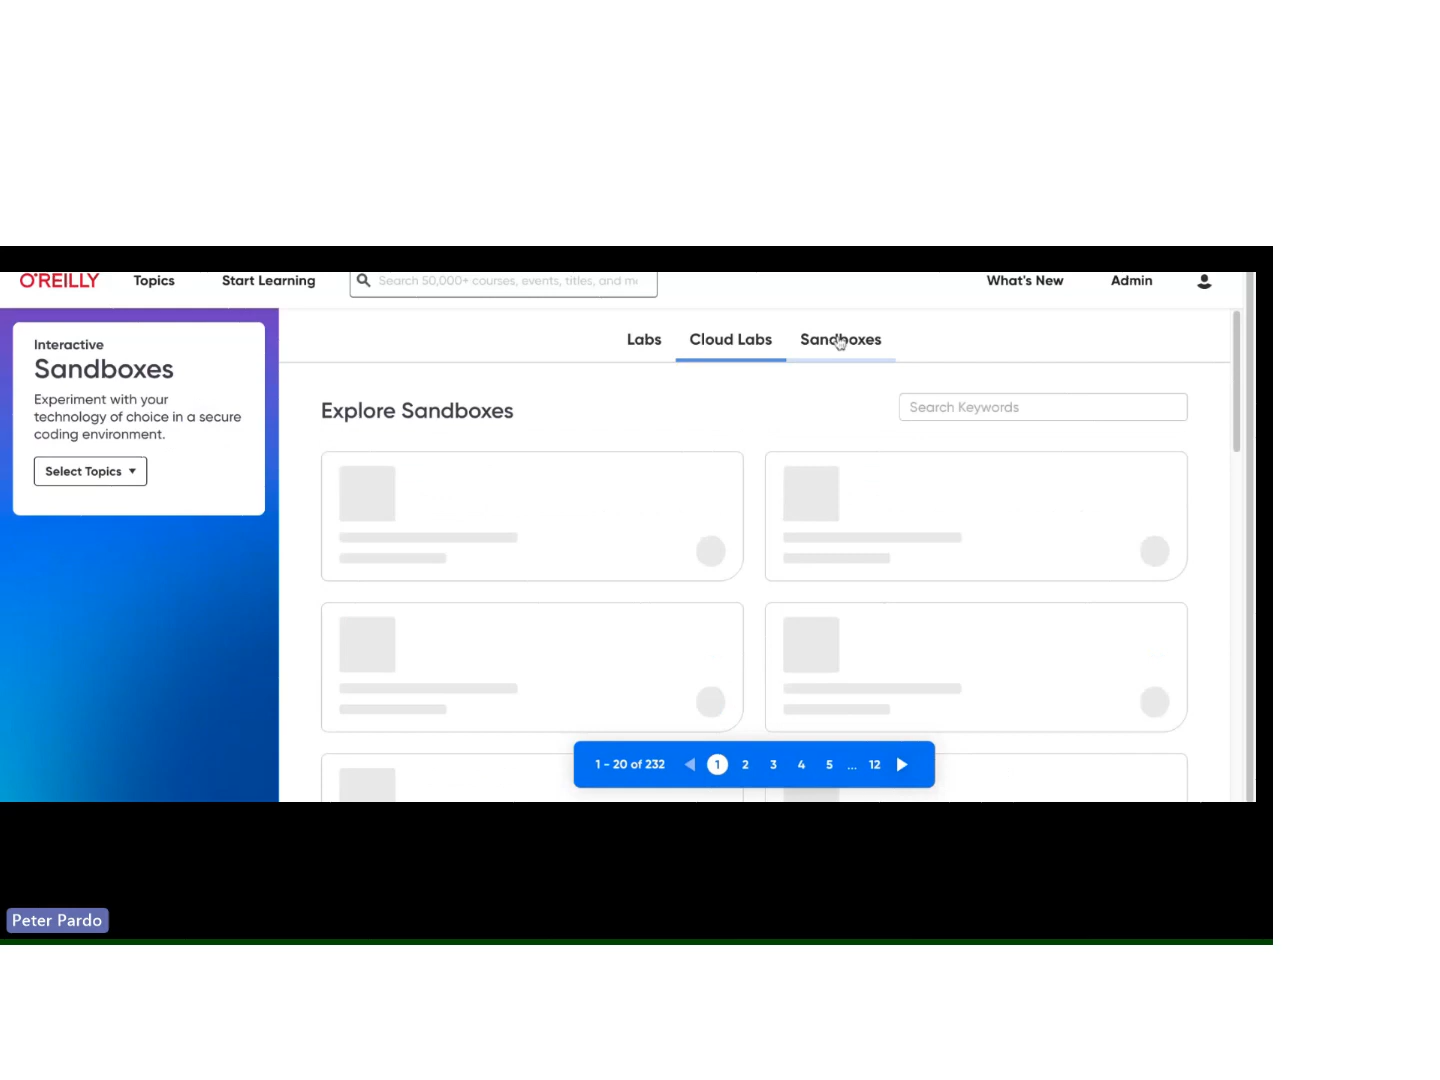 O'REILLY Topics Start Learning Search 50,000+ courses, events, titles, and m What's New Admin
Labs Cloud Labs Sandboxes
Interactive
Sandboxes
Experiment with your
technology of choice in a secure
coding environment.
Select Topics
Explore Sandboxes
Search Keywords
1 - 20 of 232 1 2 3 4 5 ... 12
Peter Pardo